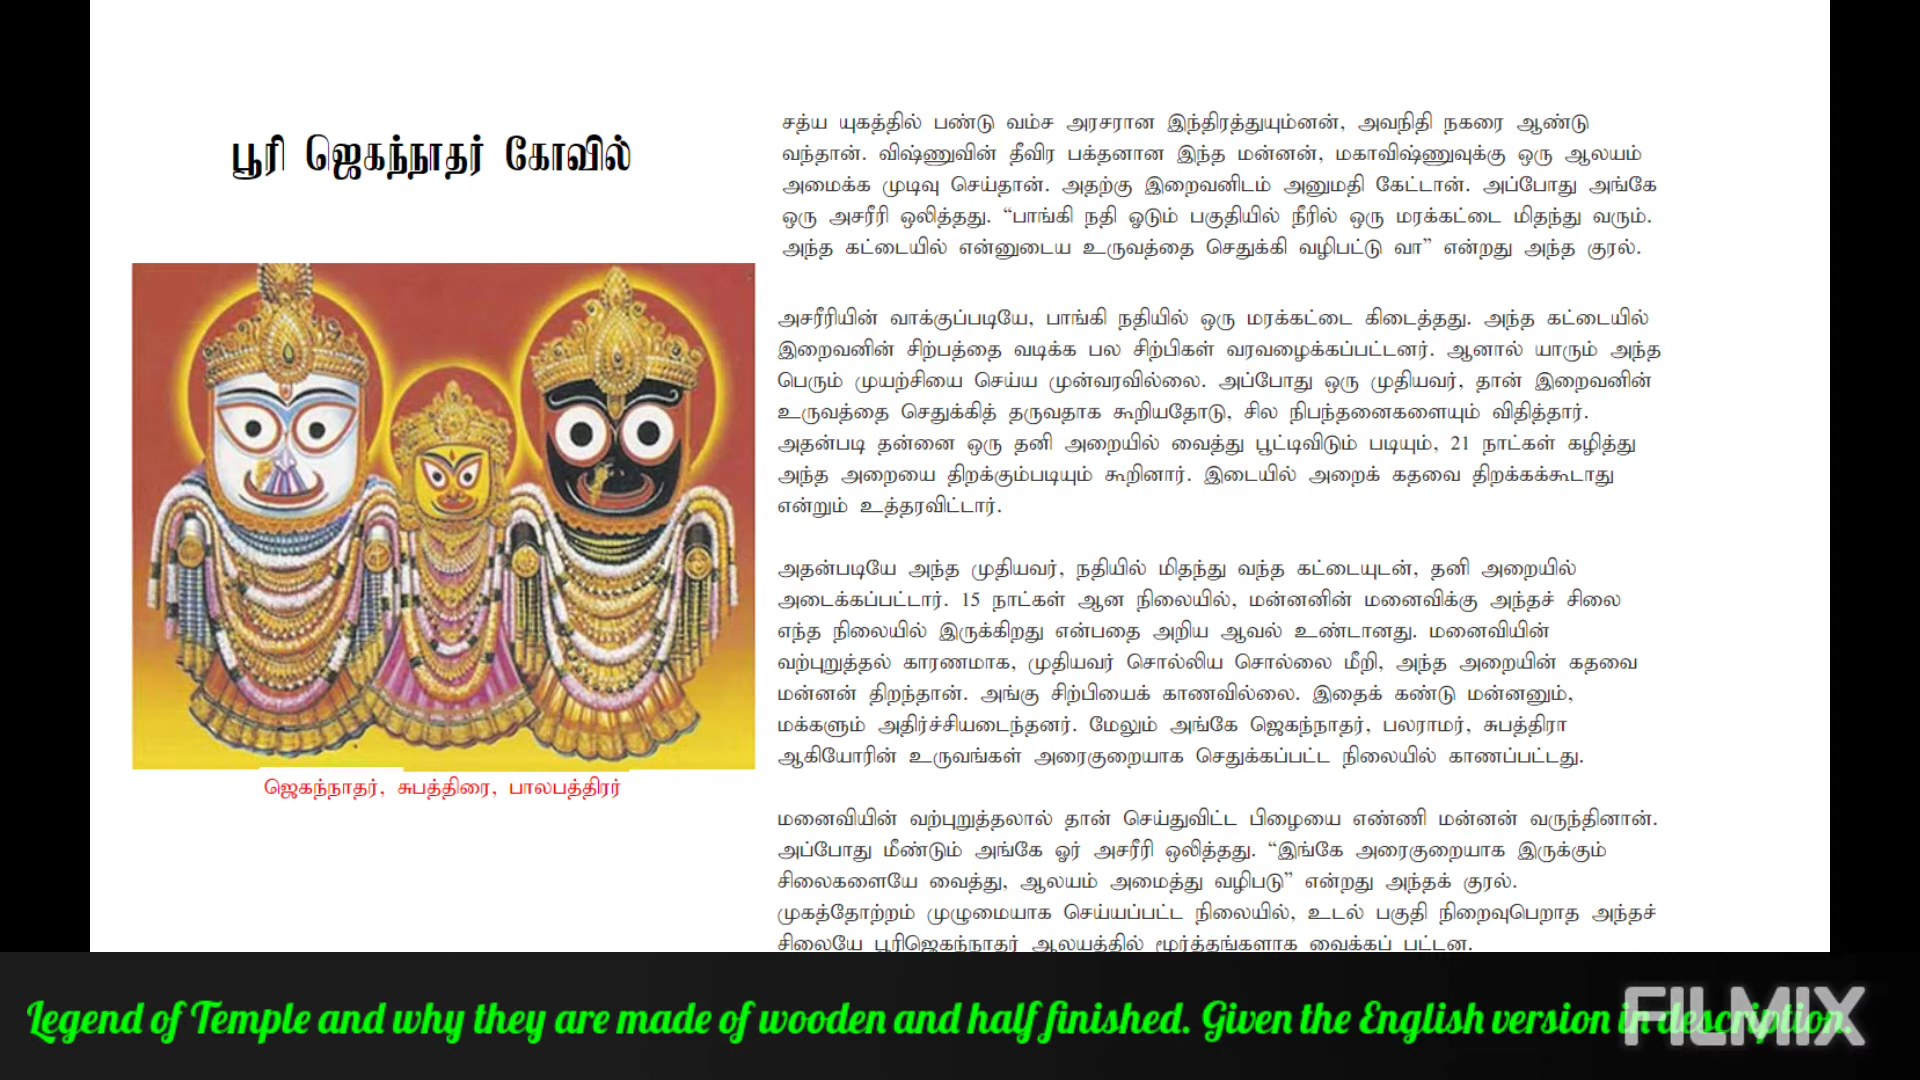 பூரி ஜெகந்நாதர் கோவில்
ஜெகந்நாதர், சுபத்திரை, பாலபத்திரர்
சத்ய யுகத்தில் பண்டு வம்ச அரசரான இந்திரத்துயும்னன், அவநிதி நகரை ஆண்டு
வந்தான். விஷ்ணுவின் தீவிர பக்தனான இந்த மன்னன், மகாவிஷ்ணுவுக்கு ஒரு ஆலயம்
அமைக்க முடிவு செய்தான். அதற்கு இறைவனிடம் அனுமதி கேட்டான். அப்போது அங்கே
ஒரு அசரீரி ஒலித்தது. “பாங்கி நதி ஓடும் பகுதியில் நீரில் ஒரு மரக்கட்டை மிதந்து வரும்.
அந்த கட்டையில் என்னுடைய உருவத்தை செதுக்கி வழிபட்டு வா” என்றது அந்த குரல்.
அசரீரியின் வாக்குப்படியே, பாங்கி நதியில் ஒரு மரக்கட்டை கிடைத்தது. அந்த கட்டையில்
இறைவனின் சிற்பத்தை வடிக்க பல சிற்பிகள் வரவழைக்கப்பட்டனர். ஆனால் யாரும் அந்த
பெரும் முயற்சியை செய்ய முன்வரவில்லை. அப்போது ஒரு முதியவர், தான் இறைவனின்
உருவத்தை செதுக்கித் தருவதாக கூறியதோடு, சில நிபந்தனைகளையும் விதித்தார்.
அதன்படி தன்னை ஒரு தனி அறையில் வைத்து பூட்டிவிடும் படியும், 21 நாட்கள் கழித்து
அந்த அறையை திறக்கும்படியும் கூறினார். இடையில் அறைக் கதவை திறக்கக்கூடாது
என்றும் உத்தரவிட்டார்.
அதன்படியே அந்த முதியவர், நதியில் மிதந்து வந்த கட்டையுடன், தனி அறையில்
அடைக்கப்பட்டார். 15 நாட்கள் ஆன நிலையில், மன்னனின் மனைவிக்கு அந்தச் சிலை
எந்த நிலையில் இருக்கிறது என்பதை அறிய ஆவல் உண்டானது. மனைவியின்
வற்புறுத்தல் காரணமாக, முதியவர் சொல்லிய சொல்லை மீறி, அந்த அறையின் கதவை
மன்னன் திறந்தான். அங்கு சிற்பியைக் காணவில்லை. இதைக் கண்டு மன்னனும்,
மக்களும் அதிர்ச்சியடைந்தனர். மேலும் அங்கே ஜெகந்நாதர், பலராமர், சுபத்திரா
ஆகியோரின் உருவங்கள் அரைகுறையாக செதுக்கப்பட்ட நிலையில் காணப்பட்டது.
மனைவியின் வற்புறுத்தலால் தான் செய்துவிட்ட பிழையை எண்ணி மன்னன் வருந்தினான்.
அப்போது மீண்டும் அங்கே ஓர் அசரீரி ஒலித்தது. “இங்கே அரைகுறையாக இருக்கும்
சிலைகளையே வைத்து, ஆலயம் அமைத்து வழிபடு” என்றது அந்தக் குரல்.
முகத்தோற்றம் முழுமையாக செய்யப்பட்ட நிலையில், உடல் பகுதி நிறைவுபெறாத அந்தச்
சிலையே பூரிஜெகந்நாதர் ஆலயத்தில் மூர்த்தங்களாக வைக்கப் பட்டன.
Legend of Temple and why they are made of wooden and half finished. Given the English version in description.
FILMIX